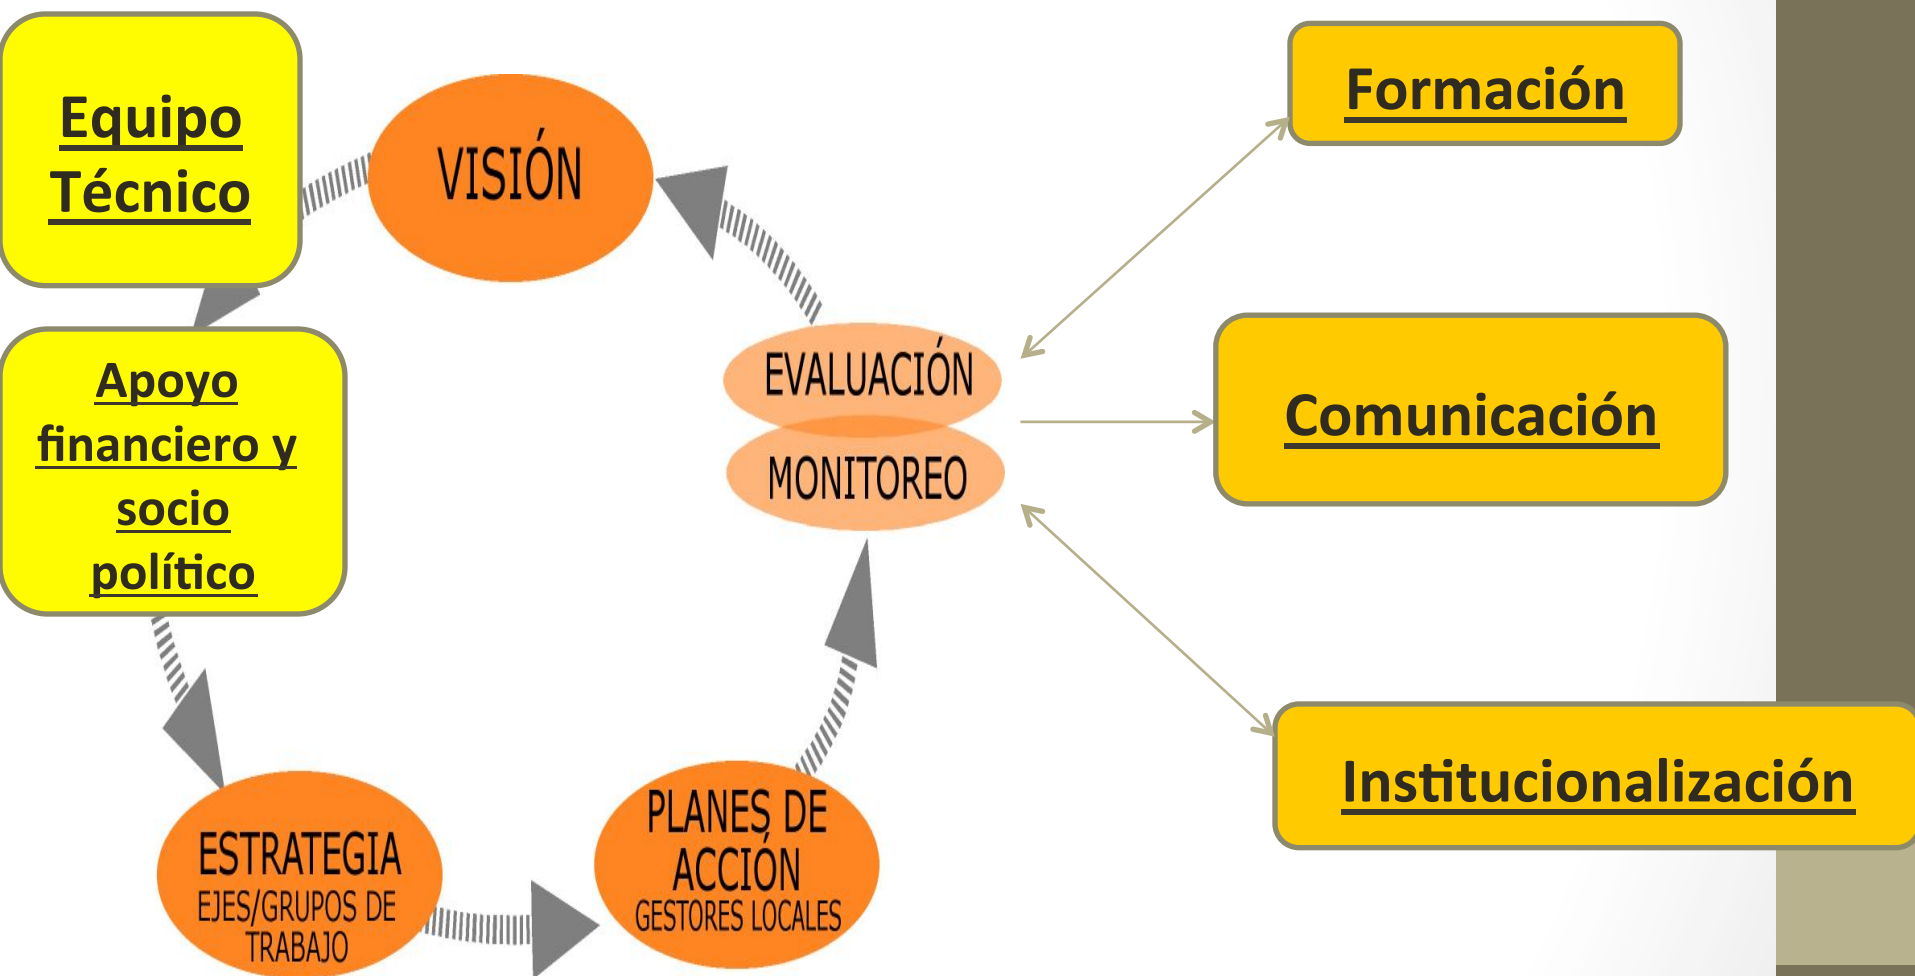 Equipo
Técnico
VISIÓN
Formación
Apoyo
financiero y
socio
político
EVALUACIÓN
MONITOREO
Comunicación
ESTRATEGIA
EJES/GRUPOS DE
TRABAJO
PLANES DE
ACCIÓN
GESTORES LOCALES
Institucionalización